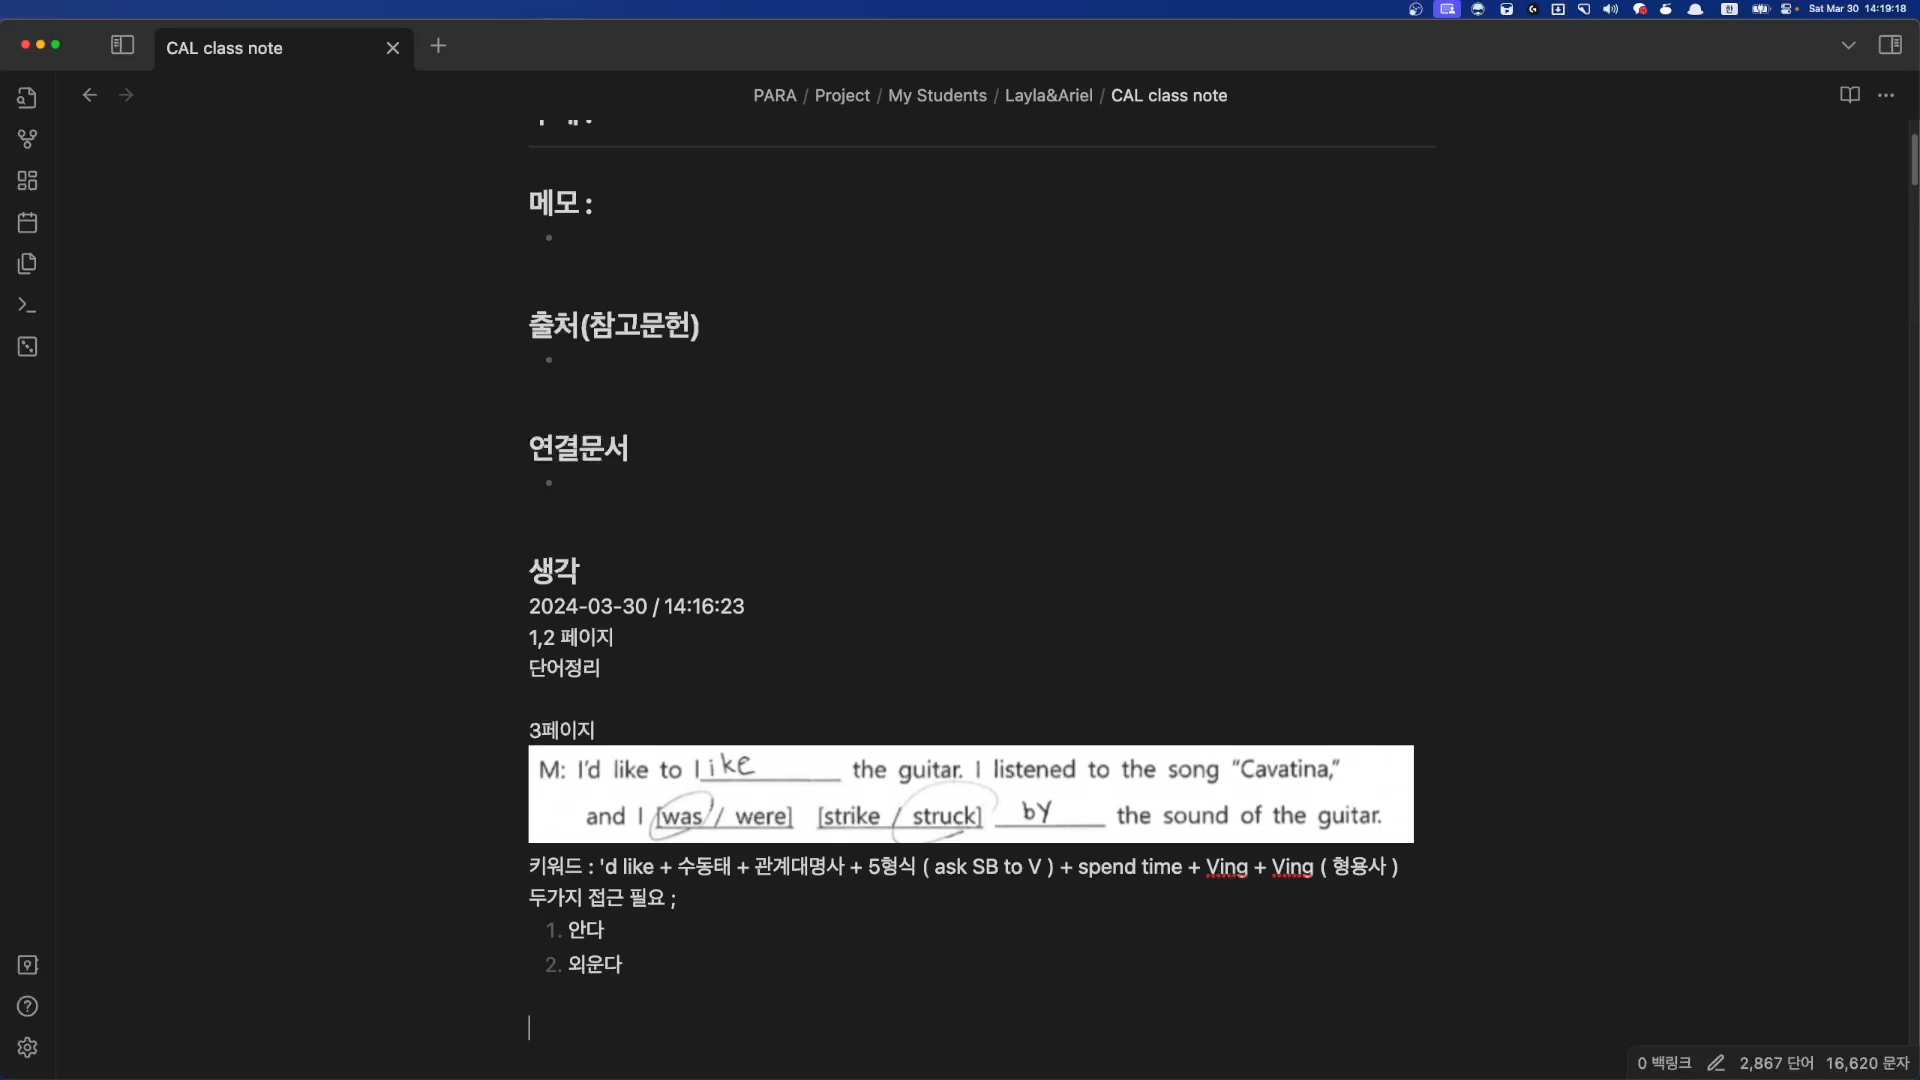 Sat Mar 30 14:19:18
CAL class note
PARA / Project / My Students / Layla&Ariel / CAL class note
메모 :
출처(참고문헌)
연결문서
생각
2024-03-30 / 14:16:23
1,2 페이지
단어정리
3페이지
M: I'd like to like the guitar. I listened to the song “Cavatina,”
and I [was / were] [strike / struck] by the sound of the guitar.
키워드 : 'd like + 수동태 + 관계대명사 + 5형식 ( ask SB to V ) + spend time + Ving + Ving ( 형용사 )
두가지 접근 필요 ;
1. 안다
2. 외운다
0 백링크 2,867 단어 16,620 문자